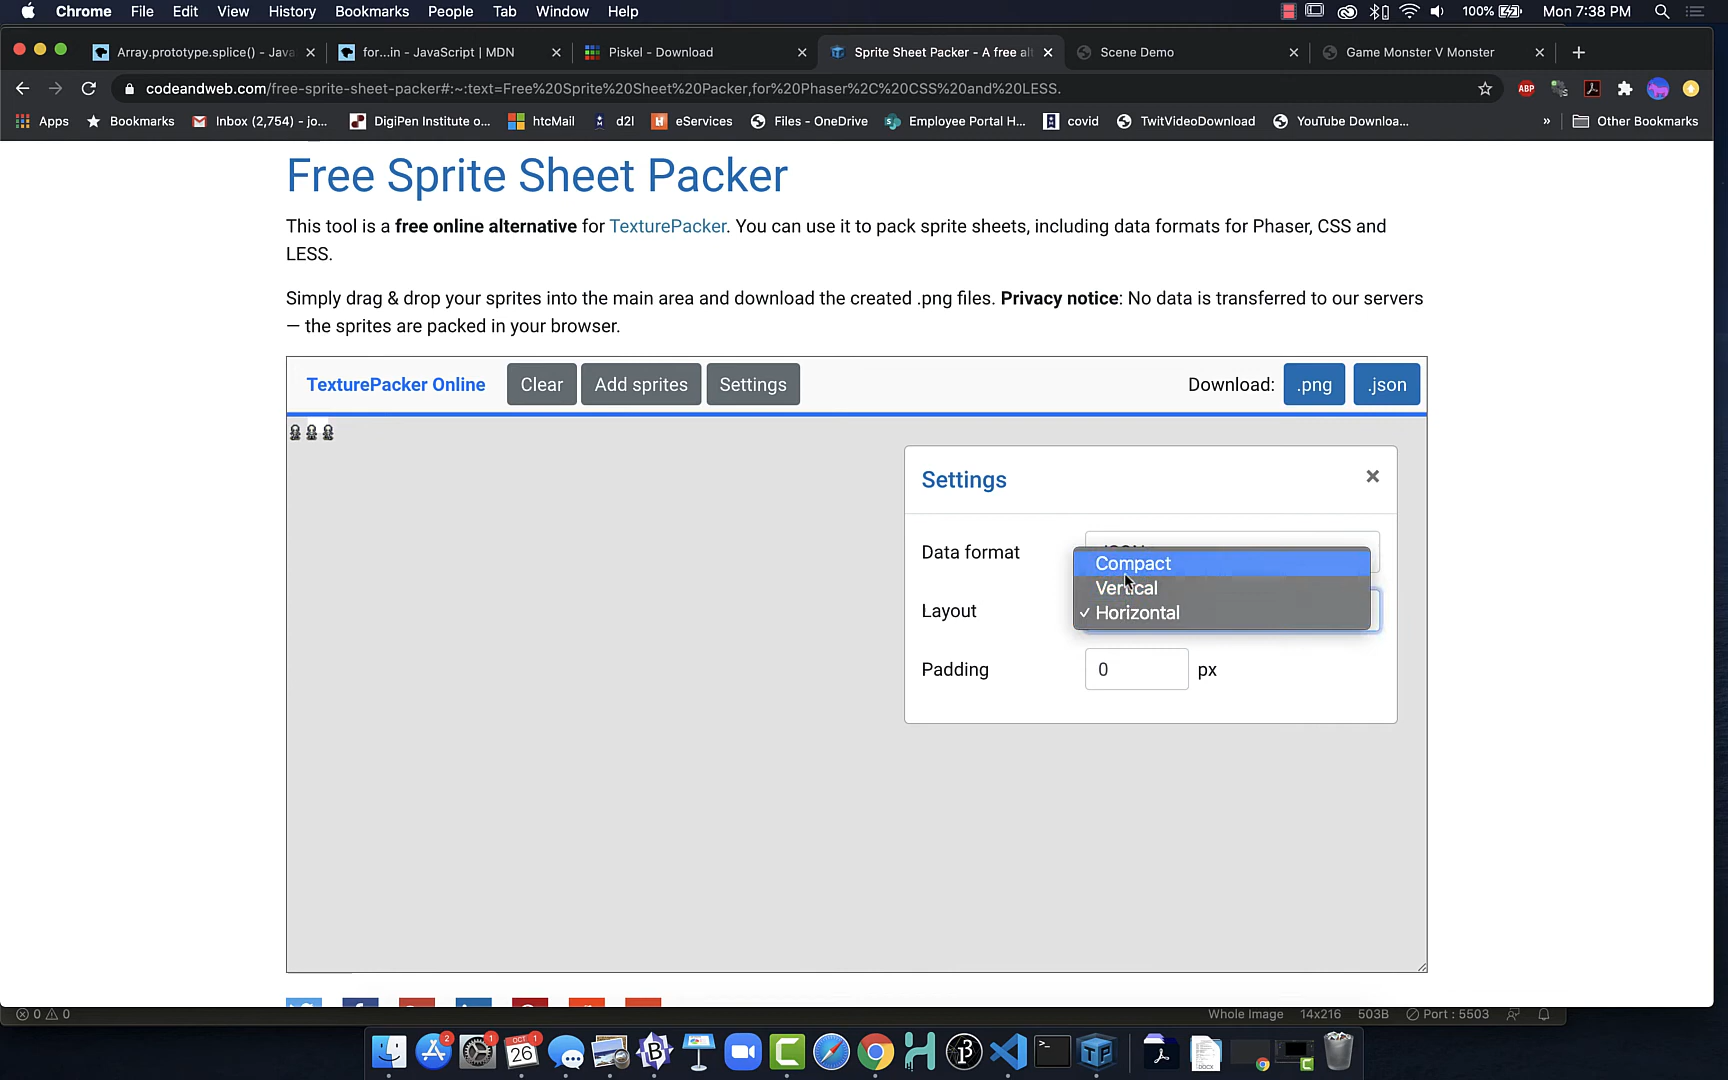 Chrome File Edit View History Bookmarks People Tab Window Help 100% Mon 7:38 PM
Array.prototype.splice() - Java for...in - JavaScript | MDN Piskel - Download Sprite Sheet Packer - A free alt Scene Demo Game Monster V Monster
codeandweb.com/free-sprite-sheet-packer#:~:text=Free%20Sprite%20Sheet%20Packer,for%20Phaser%2C%20CSS%20and%20LESS. ABP
Apps Bookmarks Inbox (2,754) - jo... DigiPen Institute o... htcMail d2l eServices Files - OneDrive Employee Portal H... covid TwitVideoDownload YouTube Downloa... » Other Bookmarks
Free Sprite Sheet Packer
This tool is a free online alternative for TexturePacker. You can use it to pack sprite sheets, including data formats for Phaser, CSS and
LESS.
Simply drag & drop your sprites into the main area and download the created .png files. Privacy notice: No data is transferred to our servers
— the sprites are packed in your browser.
TexturePacker Online Clear Add sprites Settings Download: .png .json
Settings ×
Data format
Compact
Vertical
Layout ✓ Horizontal
Padding 0 px
0 0 Whole Image 14x216 503B Port : 5503
2 1 OCT 26 1 TP